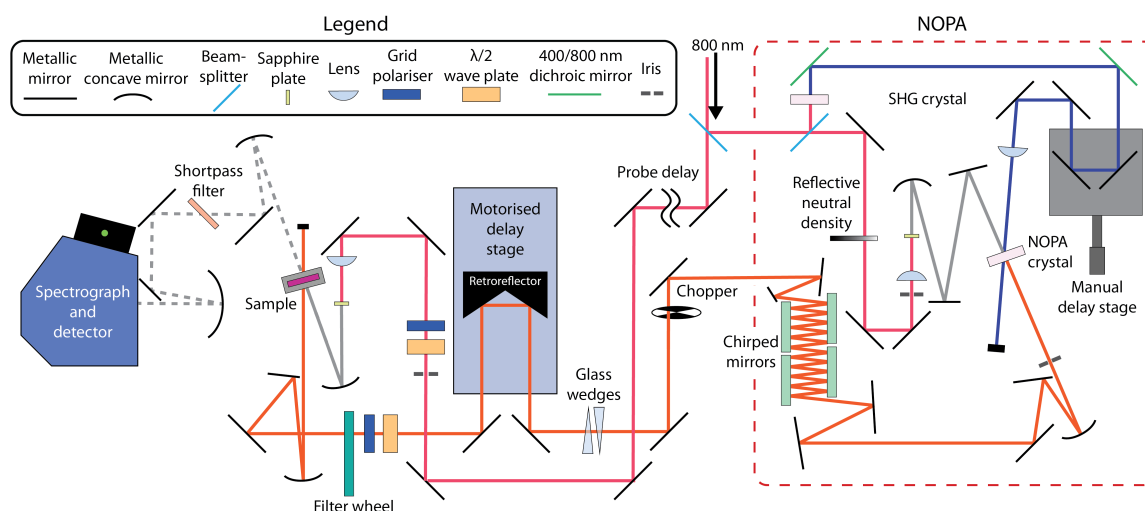 Legend
NOPA
Metallic
mirror
Metallic
concave mirror
Beam-
splitter
Sapphire
plate
Lens
Grid
polariser
λ/2
wave plate
400/800 nm
dichroic mirror
Iris
800 nm
SHG crystal
Shortpass
filter
Probe delay
Motorised
delay
stage
Retroreflector
Reflective
neutral
density
NOPA
crystal
Manual
delay stage
Spectrograph
and
detector
Sample
Chopper
Chirped
mirrors
Glass
wedges
Filter wheel